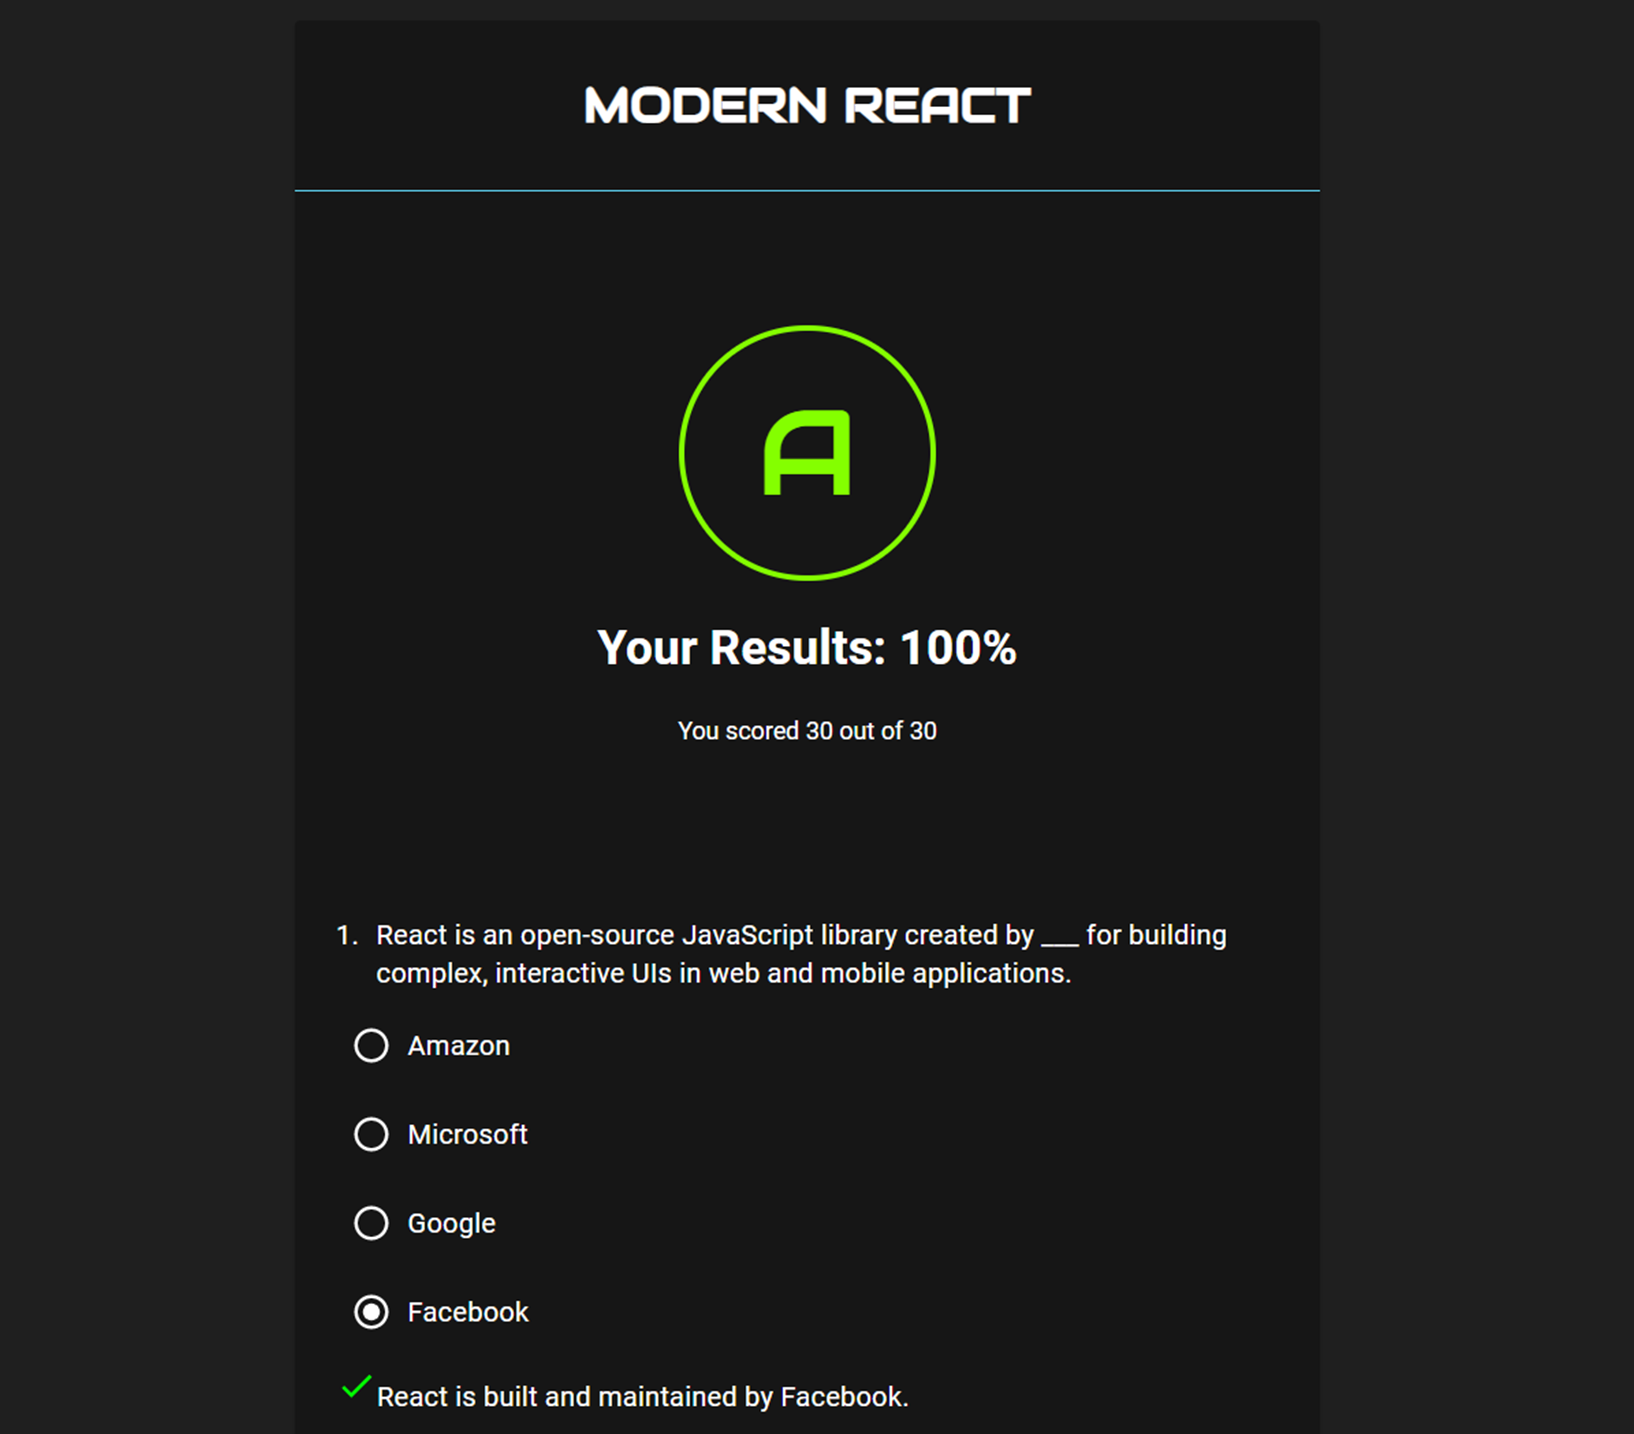 MODERN REACT
A
Your Results: 100%
You scored 30 out of 30
1. React is an open-source JavaScript library created by ___ for building
complex, interactive UIs in web and mobile applications.
Amazon
Microsoft
Google
Facebook
React is built and maintained by Facebook.